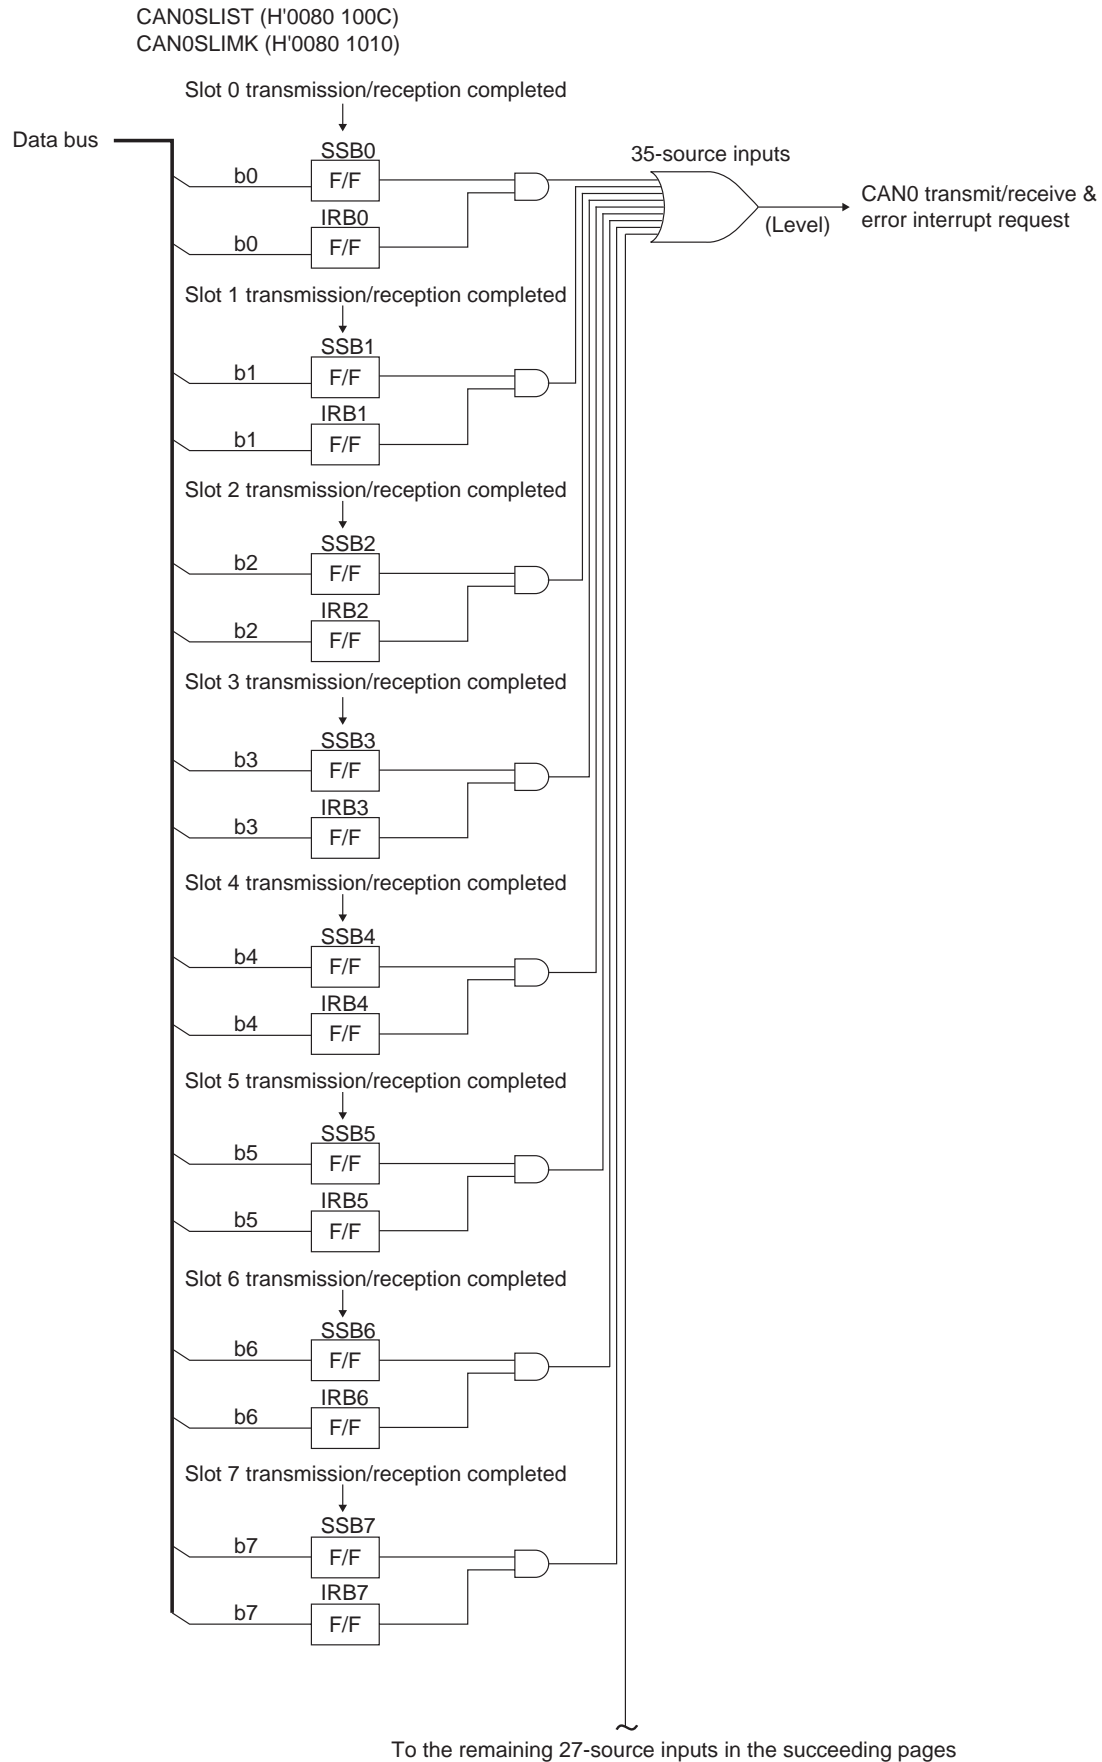 CAN0SLIST (H'0080 100C)
CAN0SLIMK (H'0080 1010)
Slot 0 transmission/reception completed
Data bus
SSB0
35-source inputs
b0
F/F
CAN0 transmit/receive &
error interrupt request
(Level)
IRB0
b0
F/F
Slot 1 transmission/reception completed
SSB1
b1
F/F
IRB1
b1
F/F
Slot 2 transmission/reception completed
SSB2
b2
F/F
IRB2
b2
F/F
Slot 3 transmission/reception completed
SSB3
b3
F/F
IRB3
b3
F/F
Slot 4 transmission/reception completed
SSB4
b4
F/F
IRB4
b4
F/F
Slot 5 transmission/reception completed
SSB5
b5
F/F
IRB5
b5
F/F
Slot 6 transmission/reception completed
SSB6
b6
F/F
IRB6
b6
F/F
Slot 7 transmission/reception completed
SSB7
b7
F/F
IRB7
b7
F/F
To the remaining 27-source inputs in the succeeding pages